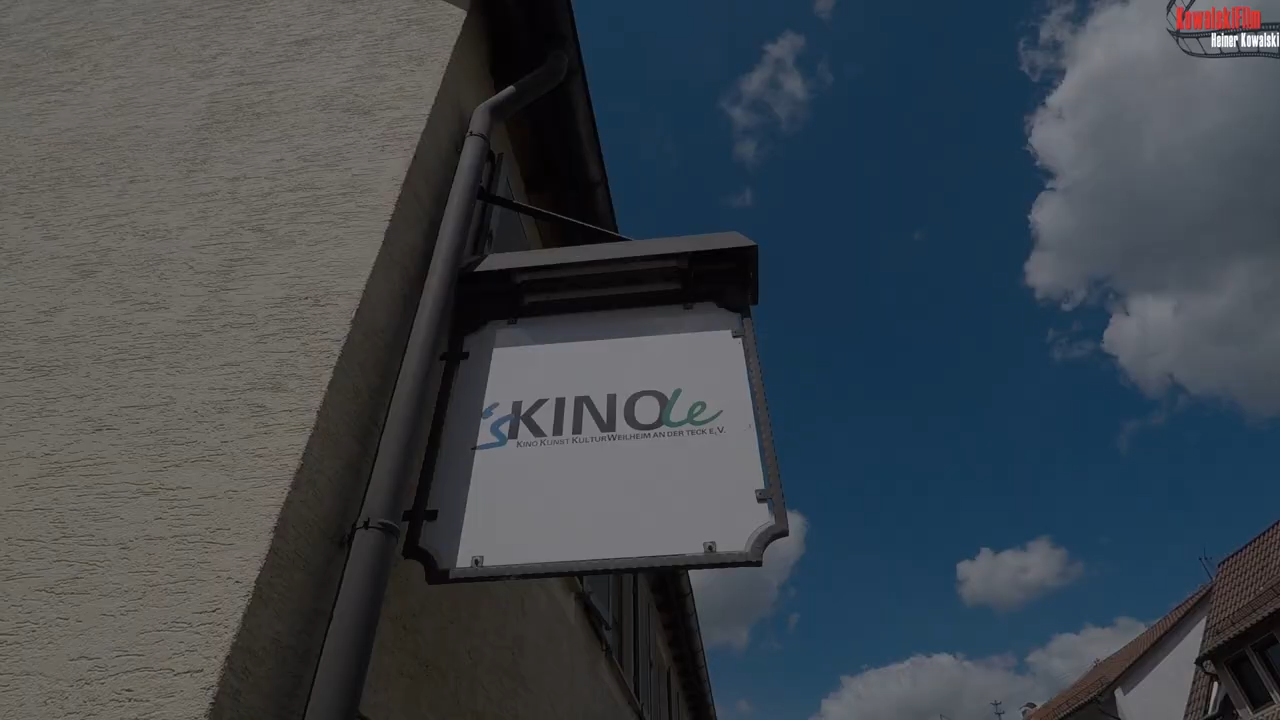 KowalskiFilm
Heiner Kowalski
'sKINOle
KINO KUNST KULTUR WEILHEIM AN DER TECK E.V.